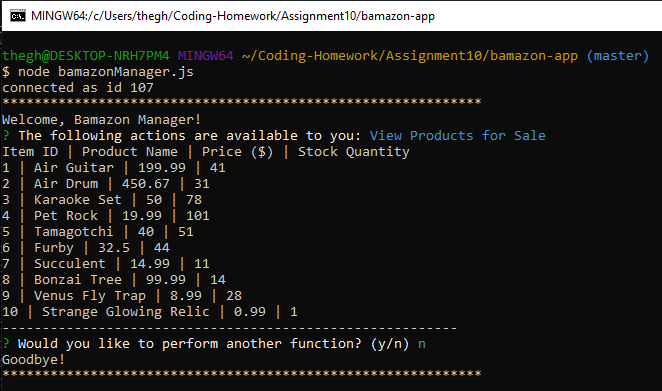 MINGW64:/c/Users/thegh/Coding-Homework/Assignment10/bamazon-app
thegh@DESKTOP-NRH7PM4 MINGW64 ~/Coding-Homework/Assignment10/bamazon-app (master)
$ node bamazonManager.js
connected as id 107
************************************************************
Welcome, Bamazon Manager!
? The following actions are available to you: View Products for Sale
Item ID | Product Name | Price ($) | Stock Quantity
1 | Air Guitar | 199.99 | 41
2 | Air Drum | 450.67 | 31
3 | Karaoke Set | 50 | 78
4 | Pet Rock | 19.99 | 101
5 | Tamagotchi | 40 | 51
6 | Furby | 32.5 | 44
7 | Succulent | 14.99 | 11
8 | Bonzai Tree | 99.99 | 14
9 | Venus Fly Trap | 8.99 | 28
10 | Strange Glowing Relic | 0.99 | 1
---------------------------------------------------------
? Would you like to perform another function? (y/n) n
Goodbye!
************************************************************